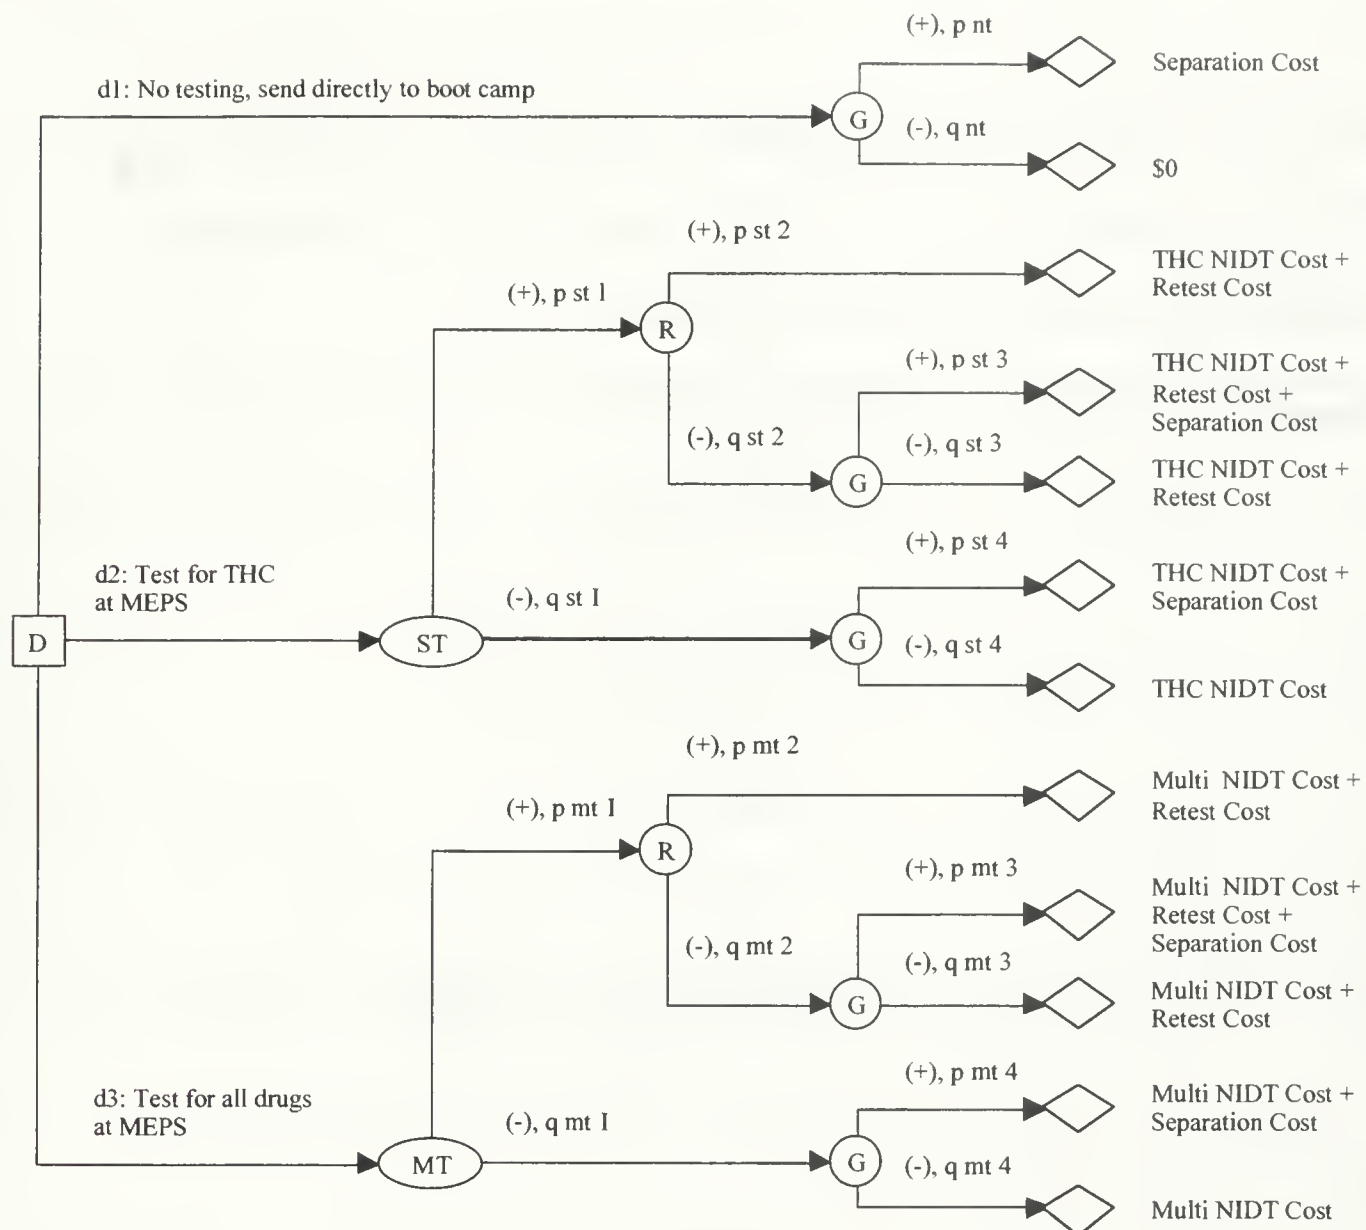 (+), p nt
Separation Cost
d1: No testing, send directly to boot camp
G
(-), q nt
$0
(+), p st 2
THC NIDT Cost +
Retest Cost
(+), p st 1
R
(+), p st 3
THC NIDT Cost +
Retest Cost +
Separation Cost
(-), q st 2
(-), q st 3
G
THC NIDT Cost +
Retest Cost
(+), p st 4
d2: Test for THC
at MEPS
(-), q st I
THC NIDT Cost +
Separation Cost
D
ST
G
(-), q st 4
THC NIDT Cost
(+), p mt 2
Multi NIDT Cost +
Retest Cost
(+), p mt I
R
(+), p mt 3
Multi NIDT Cost +
Retest Cost +
Separation Cost
(-), q mt 2
(-), q mt 3
G
Multi NIDT Cost +
Retest Cost
(+), p mt 4
d3: Test for all drugs
at MEPS
(-), q mt I
Multi NIDT Cost +
Separation Cost
MT
G
(-), q mt 4
Multi NIDT Cost